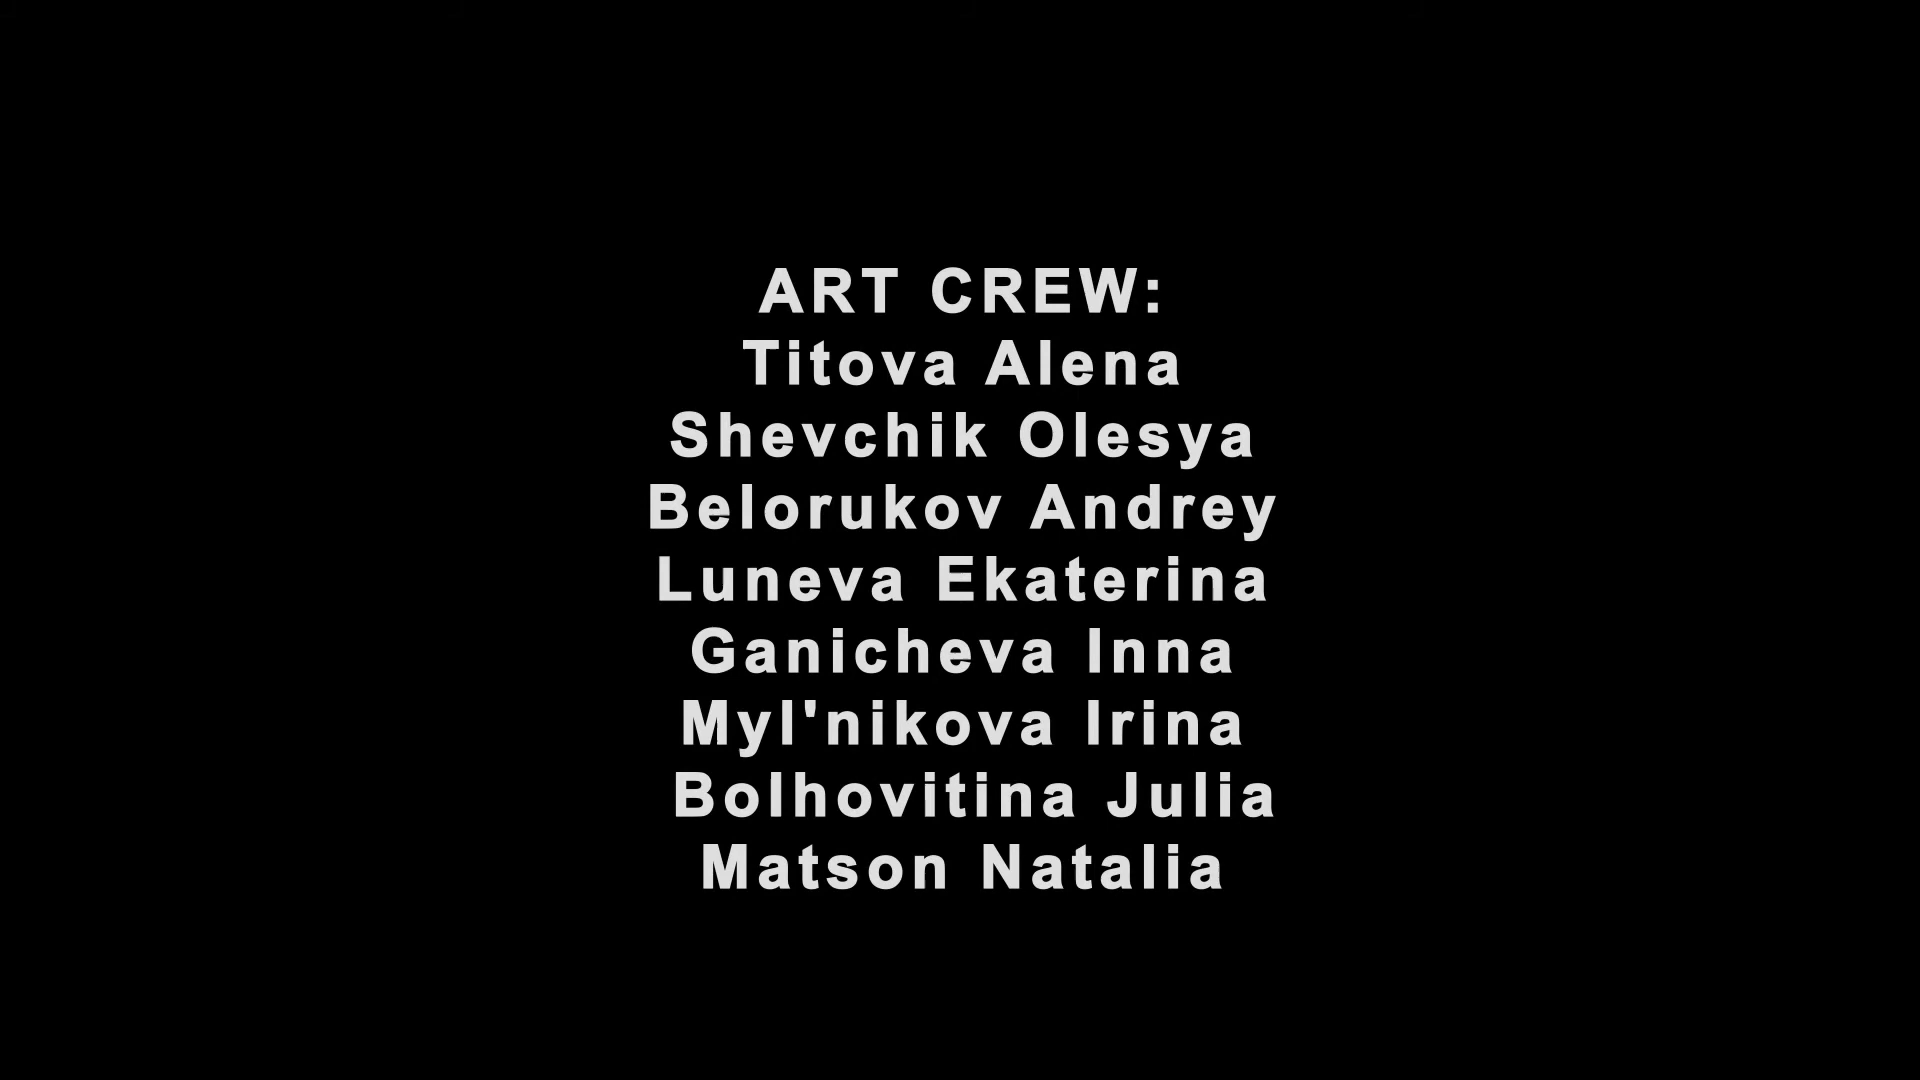 ART CREW:
Titova Alena
Shevchik Olesya
Belorukov Andrey
Luneva Ekaterina
Ganicheva Inna
Myl'nikova Irina
Bolhovitina Julia
Matson Natalia